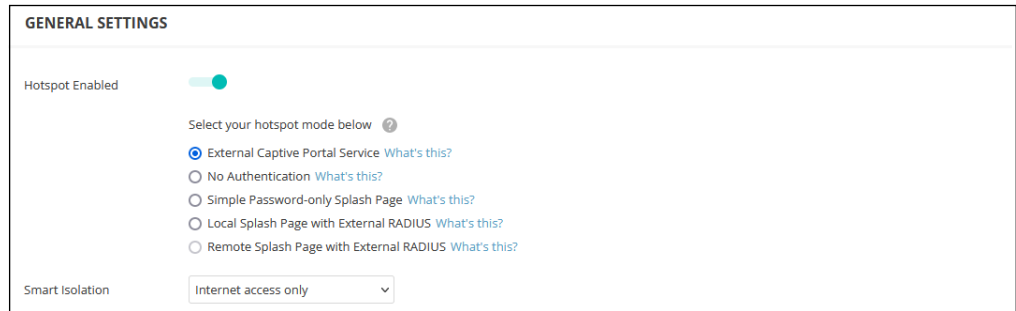 GENERAL SETTINGS
Hotspot Enabled
Select your hotspot mode below ?
External Captive Portal Service What's this?
No Authentication What's this?
Simple Password-only Splash Page What's this?
Local Splash Page with External RADIUS What's this?
Remote Splash Page with External RADIUS What's this?
Smart Isolation Internet access only